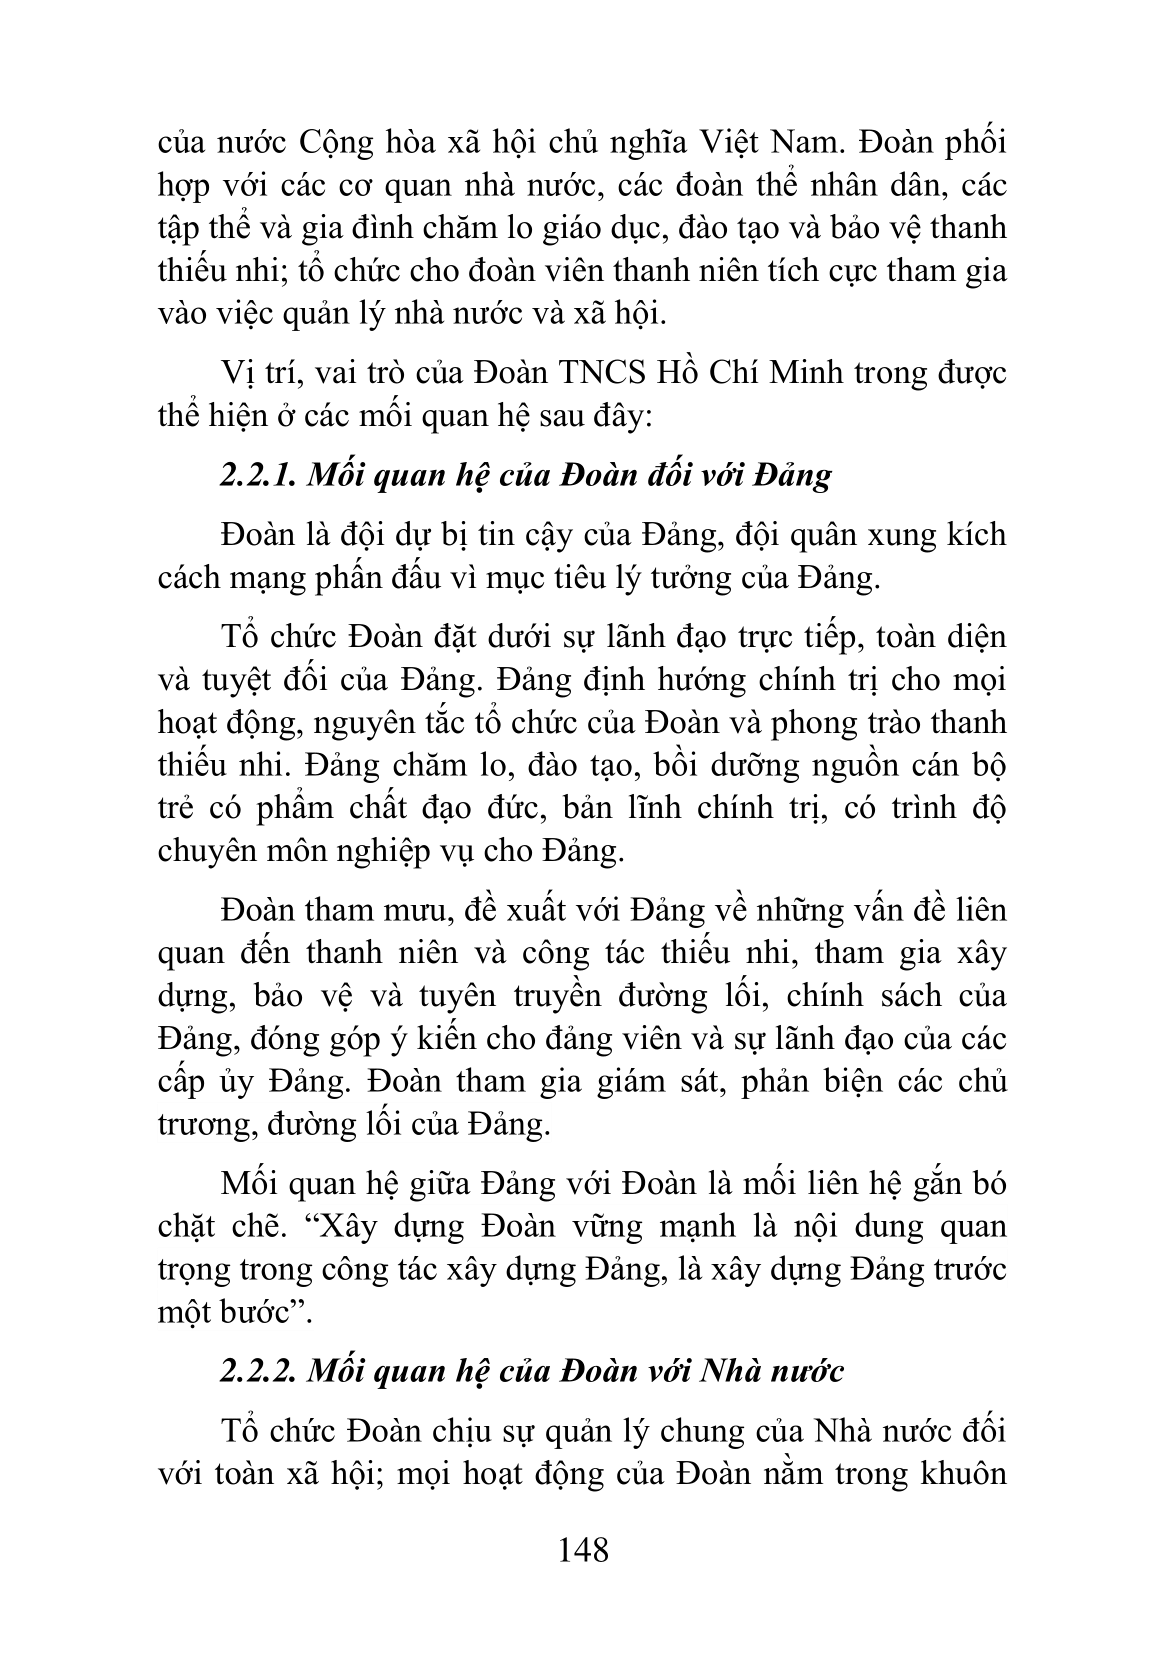 của nước Cộng hòa xã hội chủ nghĩa Việt Nam. Đoàn phối
hợp với các cơ quan nhà nước, các đoàn thể nhân dân, các
tập thể và gia đình chăm lo giáo dục, đào tạo và bảo vệ thanh
thiếu nhi; tổ chức cho đoàn viên thanh niên tích cực tham gia
vào việc quản lý nhà nước và xã hội.
Vị trí, vai trò của Đoàn TNCS Hồ Chí Minh trong được
thể hiện ở các mối quan hệ sau đây:
2.2.1. Mối quan hệ của Đoàn đối với Đảng
Đoàn là đội dự bị tin cậy của Đảng, đội quân xung kích
cách mạng phấn đấu vì mục tiêu lý tưởng của Đảng.
Tổ chức Đoàn đặt dưới sự lãnh đạo trực tiếp, toàn diện
và tuyệt đối của Đảng. Đảng định hướng chính trị cho mọi
hoạt động, nguyên tắc tổ chức của Đoàn và phong trào thanh
thiếu nhi. Đảng chăm lo, đào tạo, bồi dưỡng nguồn cán bộ
trẻ có phẩm chất đạo đức, bản lĩnh chính trị, có trình độ
chuyên môn nghiệp vụ cho Đảng.
Đoàn tham mưu, đề xuất với Đảng về những vấn đề liên
quan đến thanh niên và công tác thiếu nhi, tham gia xây
dựng, bảo vệ và tuyên truyền đường lối, chính sách của
Đảng, đóng góp ý kiến cho đảng viên và sự lãnh đạo của các
cấp ủy Đảng. Đoàn tham gia giám sát, phản biện các chủ
trương, đường lối của Đảng.
Mối quan hệ giữa Đảng với Đoàn là mối liên hệ gắn bó
chặt chẽ. “Xây dựng Đoàn vững mạnh là nội dung quan
trọng trong công tác xây dựng Đảng, là xây dựng Đảng trước
một bước”.
2.2.2. Mối quan hệ của Đoàn với Nhà nước
Tổ chức Đoàn chịu sự quản lý chung của Nhà nước đối
với toàn xã hội; mọi hoạt động của Đoàn nằm trong khuôn
148